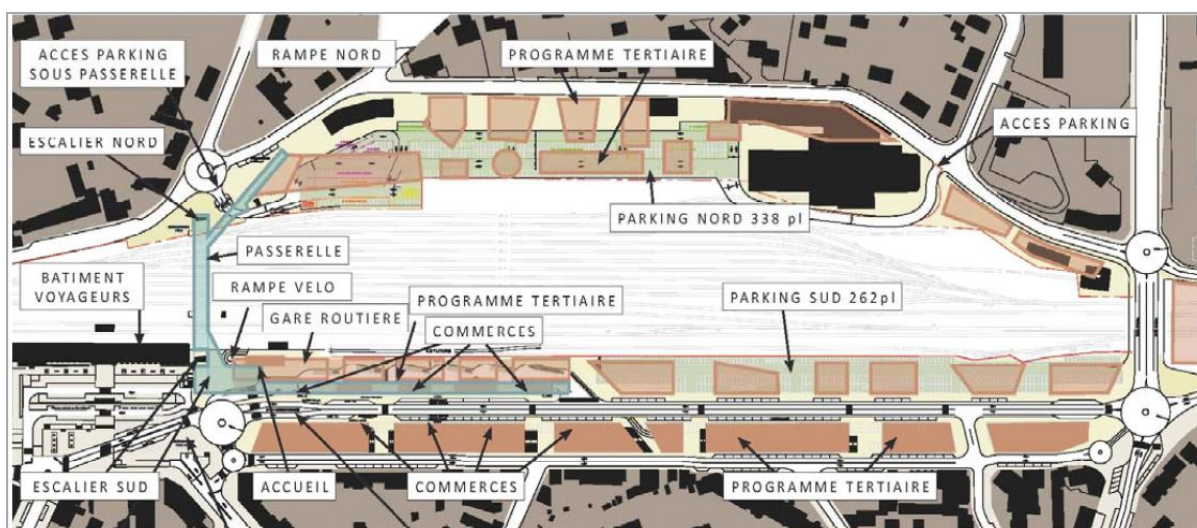 ACCES PARKING
SOUS PASSERELLE
RAMPE NORD
PROGRAMME TERTIAIRE
ESCALIER NORD
ACCES PARKING
PARKING NORD 338 pl
PASSERELLE
BATIMENT
VOYAGEURS
RAMPE VELO
PROGRAMME TERTIAIRE
PARKING SUD 262pl
GARE ROUTIERE
COMMERCES
ESCALIER SUD
ACCUEIL
COMMERCES
PROGRAMME TERTIAIRE